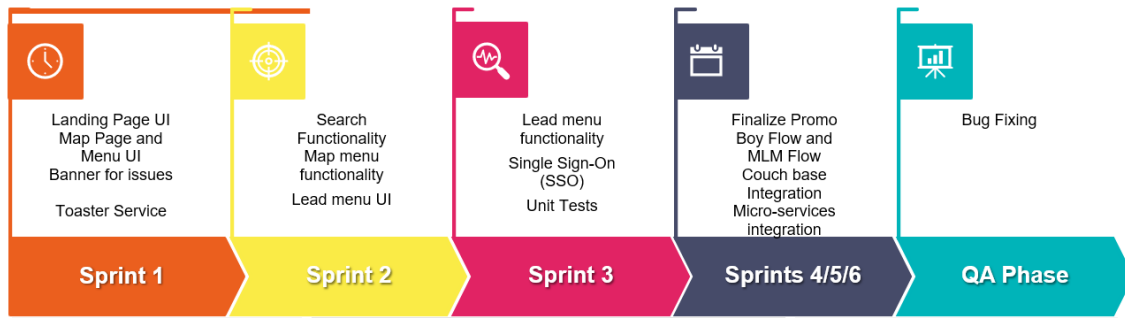 Landing Page UI
Map Page and
Menu UI
Banner for issues
Toaster Service
Sprint 1
Search
Functionality
Map menu
functionality
Lead menu UI
Sprint 2
Lead menu
functionality
Single Sign-On
(SSO)
Unit Tests
Sprint 3
Finalize Promo
Boy Flow and
MLM Flow
Couch base
Integration
Micro-services
integration
Sprints 4/5/6
Bug Fixing
QA Phase